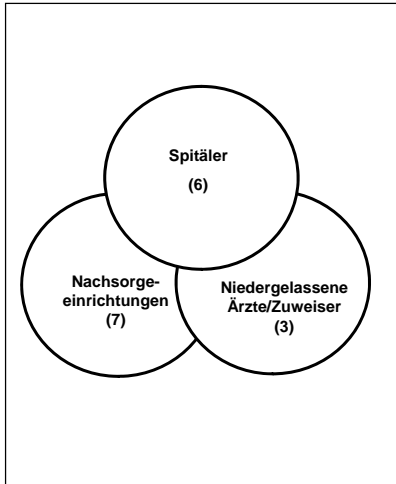 Spitäler
(6)
Nachsorge-
einrichtungen
(7)
Niedergelassene
Ärzte/Zuweiser
(3)